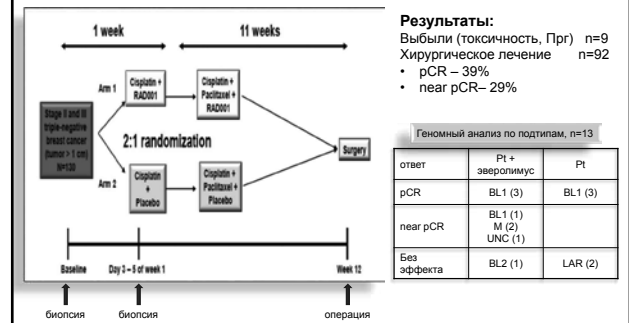 1 week
11 weeks
Arm 1
Cisplatin +
RAD001
Cisplatin +
Paclitaxel +
RAD001
Stage II and III
triple-negative
breast cancer
(tumor > 1 cm)
2:1 randomization
Surgery
Arm 2
Cisplatin
+
Placebo
Cisplatin +
Paclitaxel +
Placebo
Baseline
Day 3 – 5 of week 1
Week 12
биопсия
биопсия
операция
Результаты:
Выбыли (токсичность, Прг) n=9
Хирургическое лечение n=92
• pCR – 39%
• near pCR– 29%
Геномный анализ по подтипам, n=13
ответ
Pt +
эверолимус
Pt
pCR
BL1 (3)
BL1 (3)
near pCR
BL1 (1)
M (2)
UNC (1)
Без
эффекта
BL2 (1)
LAR (2)